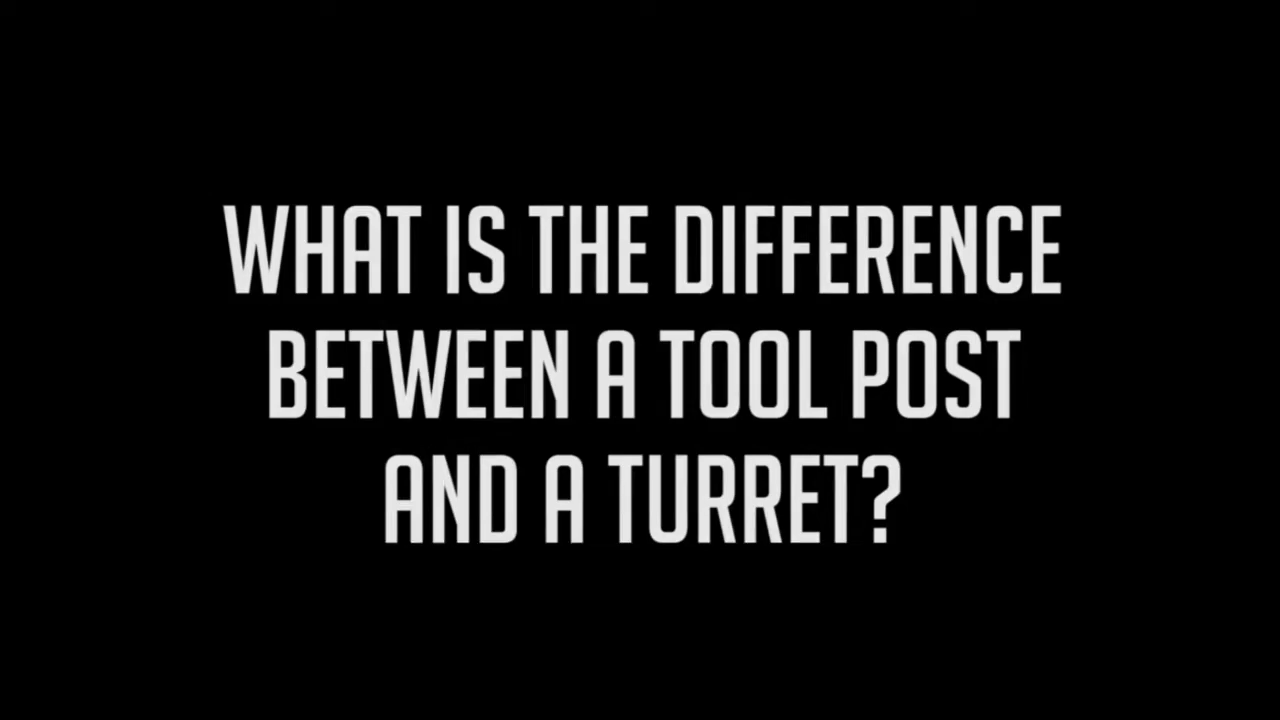 WHAT IS THE DIFFERENCE
BETWEEN A TOOL POST
AND A TURRET?